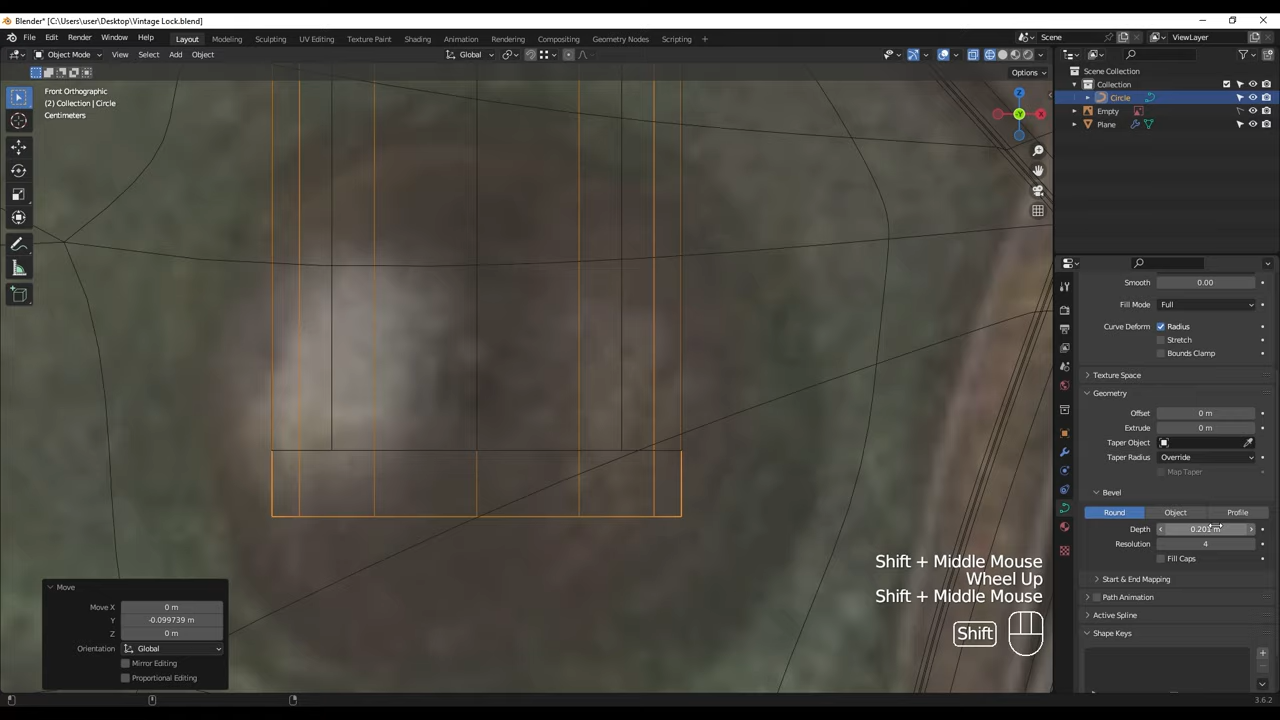 Blender* [C:\Users\user\Desktop\Vintage Lock.blend]
File Edit Render Window Help Layout Modeling Sculpting UV Editing Texture Paint Shading Animation Rendering Compositing Geometry Nodes Scripting + Scene ViewLayer
Object Mode View Select Add Object Global
Options
Front Orthographic
(2) Collection | Circle
Centimeters
Z
X
-Y
Scene Collection
Collection
Circle
Empty
Plane
Smooth 0.00
Fill Mode Full
Curve Deform Radius
Stretch
Bounds Clamp
Texture Space
Geometry
Offset 0 m
Extrude 0 m
Taper Object
Taper Radius Override
Map Taper
Bevel
Round Object Profile
Depth 0.201 m
Resolution 4
Fill Caps
Start & End Mapping
Path Animation
Active Spline
Shape Keys
Shift + Middle Mouse
Wheel Up
Shift + Middle Mouse
Shift
Move
Move X 0 m
Y -0.099739 m
Z 0 m
Orientation Global
Mirror Editing
Proportional Editing
3.6.2